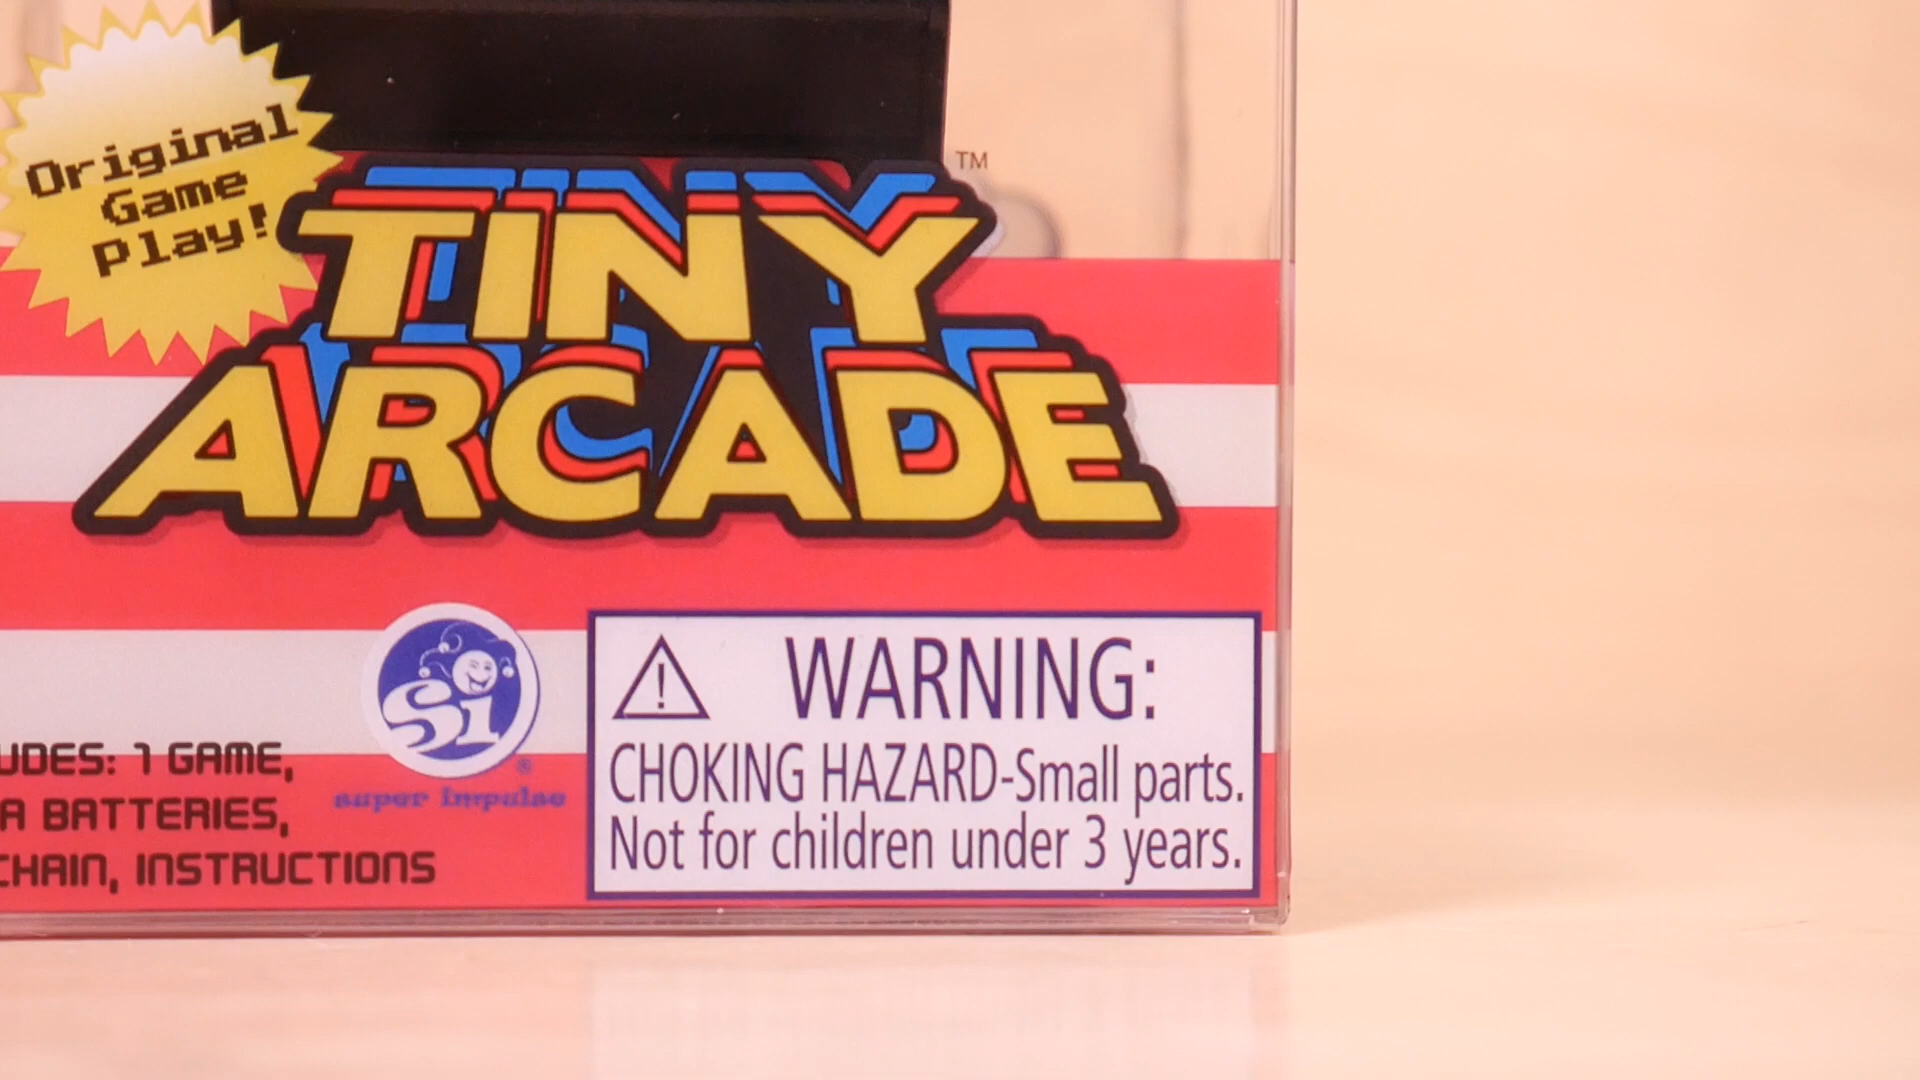 Original
Game
Play!
TM
TINY
ARCADE
Si
®
super impulse
UDES: 1 GAME,
A BATTERIES,
CHAIN, INSTRUCTIONS
WARNING:
CHOKING HAZARD-Small parts.
Not for children under 3 years.